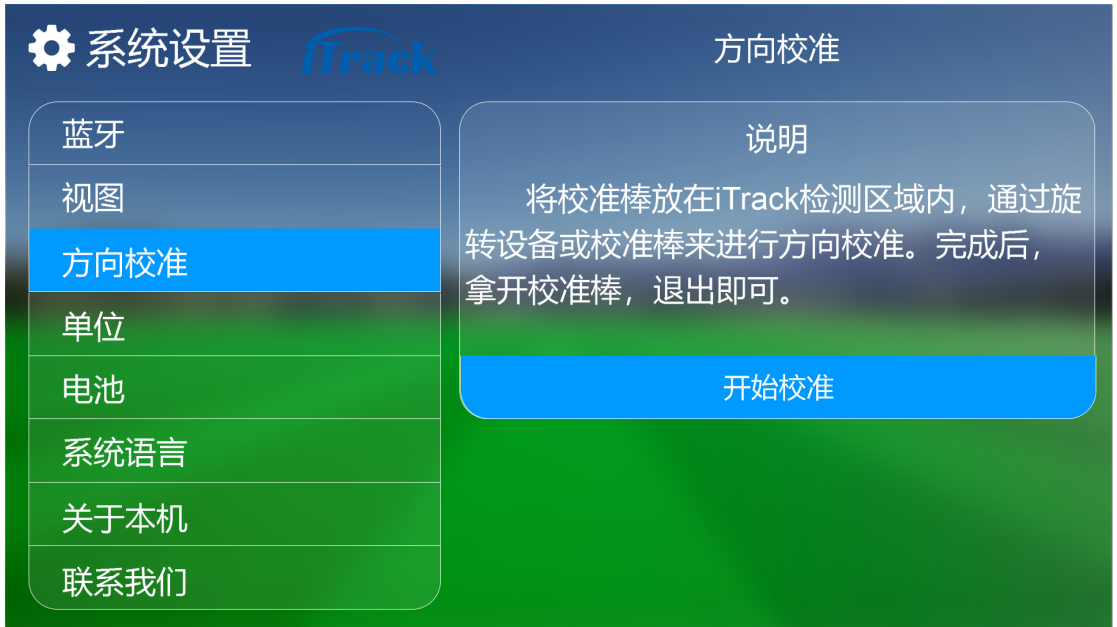 系统设置
iTrack
方向校准
蓝牙
视图
方向校准
单位
电池
系统语言
关于本机
联系我们
说明
将校准棒放在iTrack检测区域内，通过旋
转设备或校准棒来进行方向校准。完成后，
拿开校准棒，退出即可。
开始校准